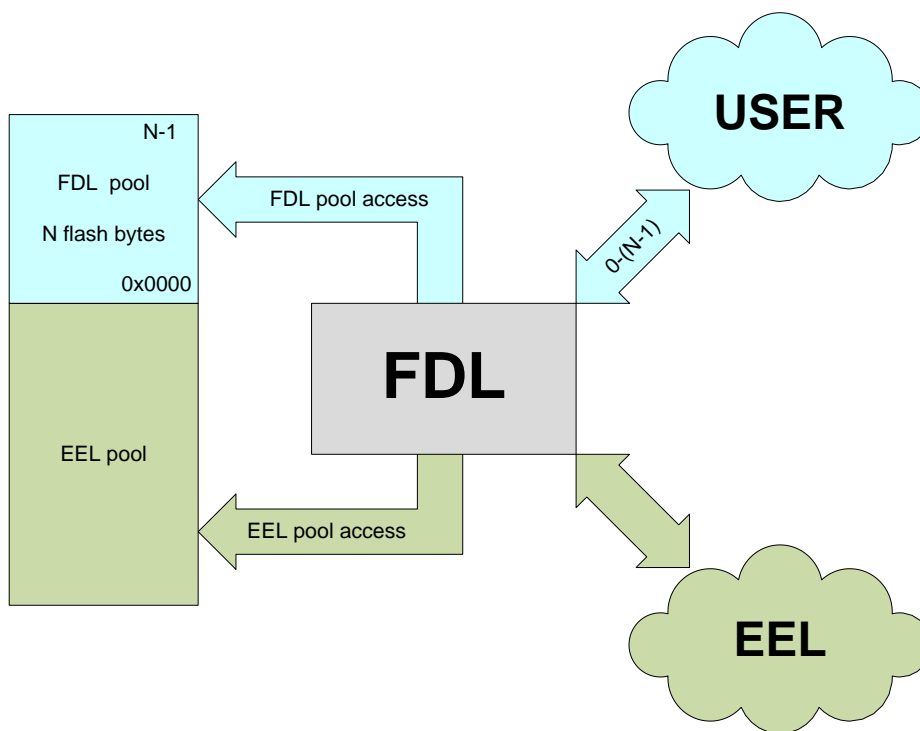 USER
N-1
FDL pool
FDL pool access
N flash bytes
0-(N-1)
0x0000
FDL
EEL pool
EEL pool access
EEL